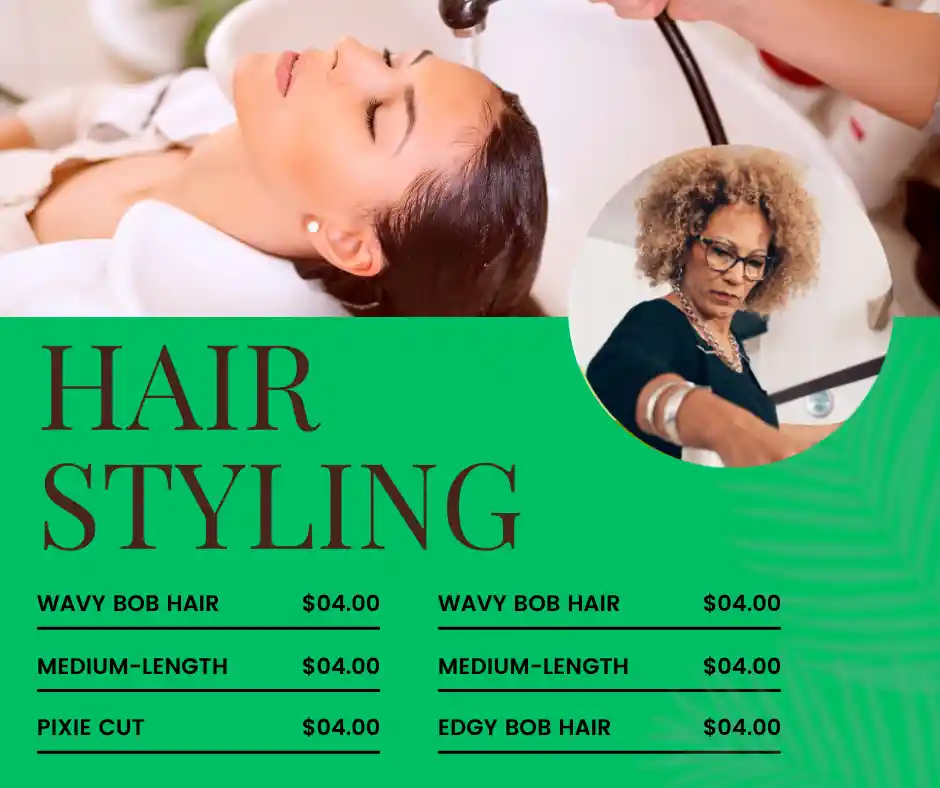 HAIR
STYLING
WAVY BOB HAIR $04.00
MEDIUM-LENGTH $04.00
PIXIE CUT $04.00
WAVY BOB HAIR $04.00
MEDIUM-LENGTH $04.00
EDGY BOB HAIR $04.00